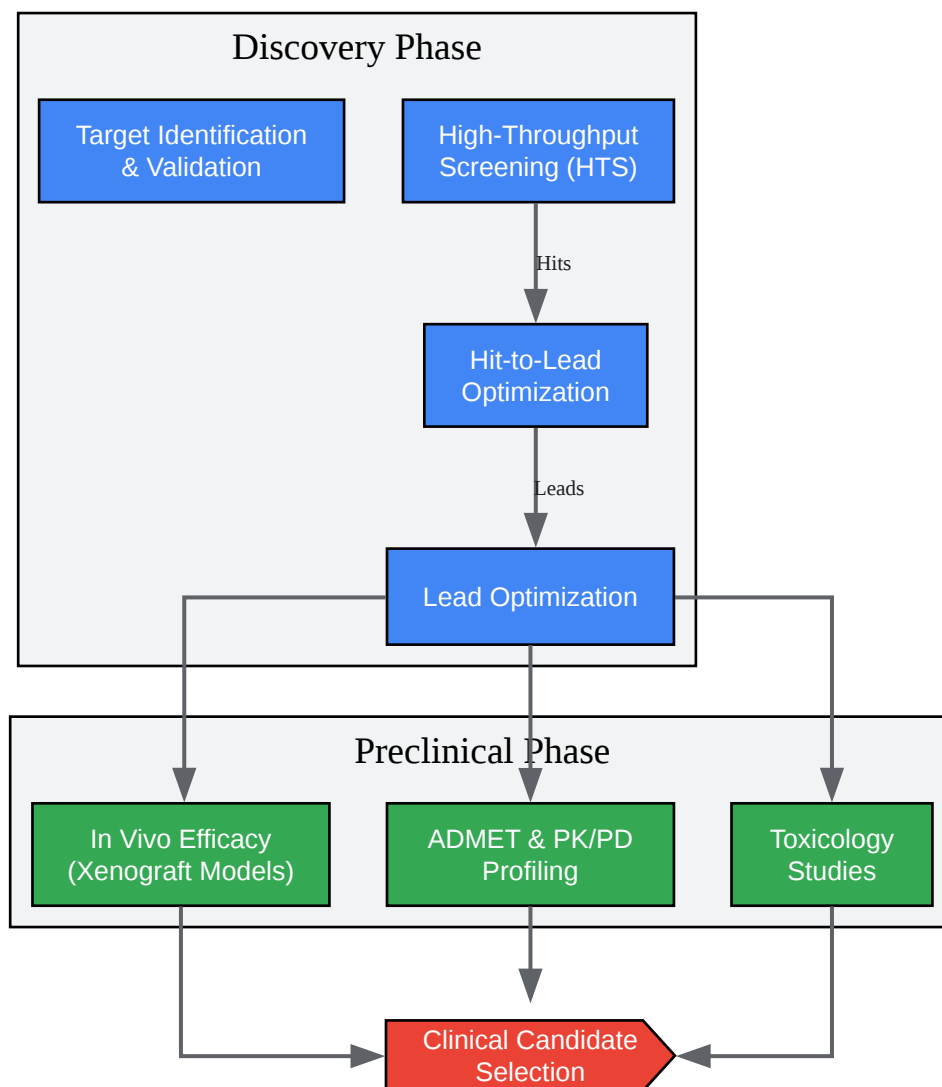 Discovery Phase
Target Identification
& Validation
High-Throughput
Screening (HTS)
Hits
Hit-to-Lead
Optimization
Leads
Lead Optimization
Preclinical Phase
In Vivo Efficacy
(Xenograft Models)
ADMET & PK/PD
Profiling
Toxicology
Studies
Clinical Candidate
Selection